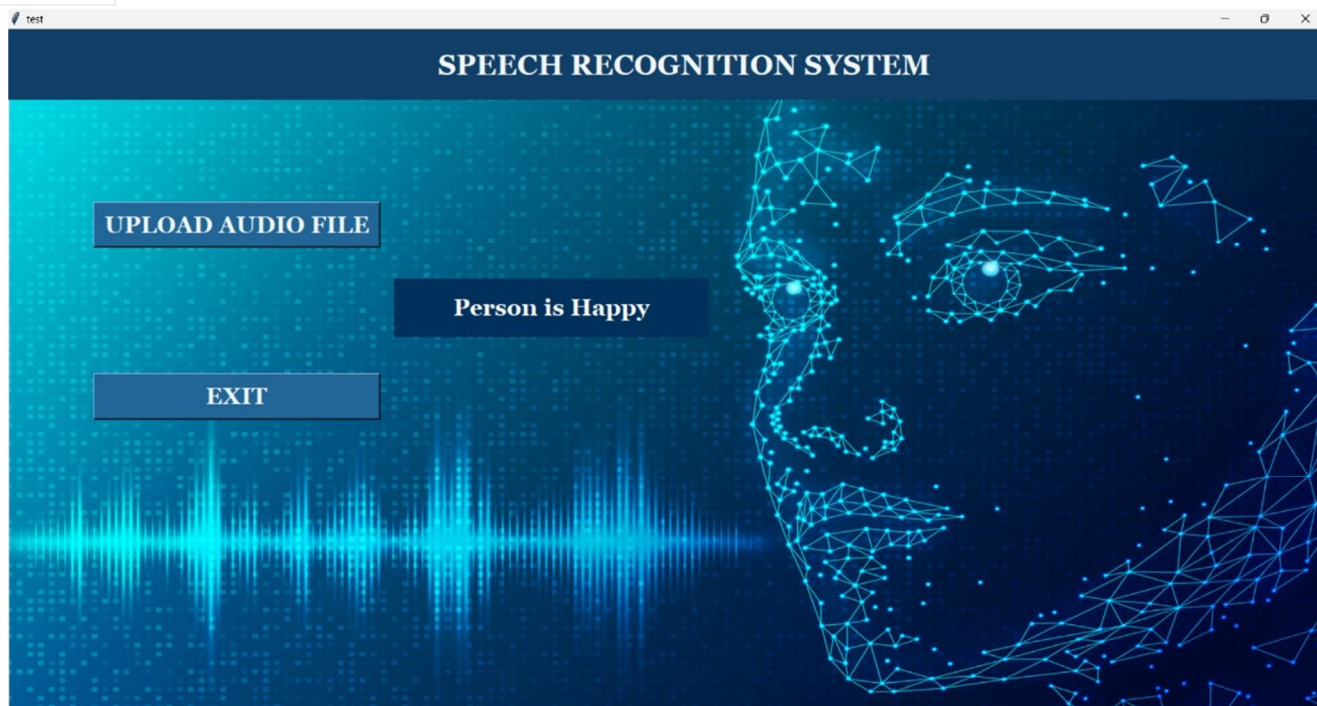 test
SPEECH RECOGNITION SYSTEM
UPLOAD AUDIO FILE
Person is Happy
EXIT